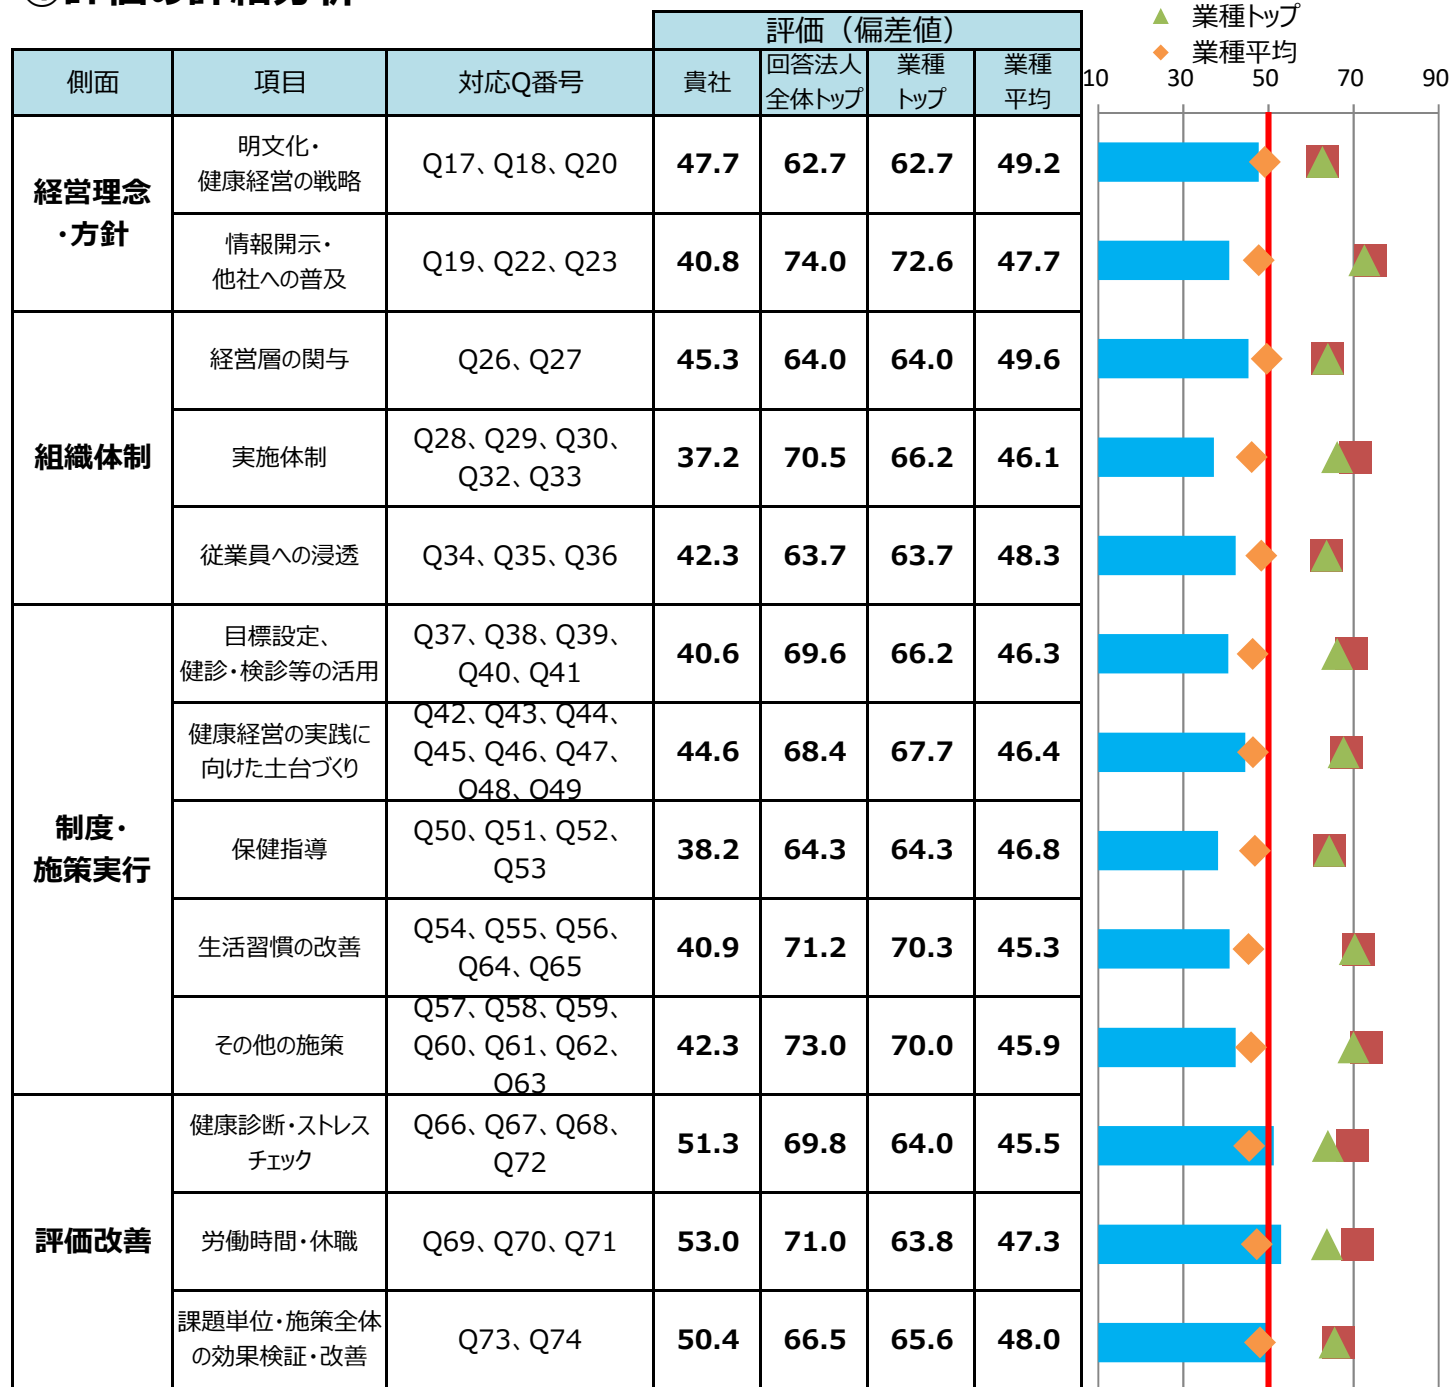 ③評価の詳細分析
評価（偏差値）
側面 項目 対応Q番号 貴社 回答法人全体トップ 業種トップ 業種平均
▲ 業種トップ
◆ 業種平均
10 30 50 70 90
経営理念・方針
明文化・健康経営の戦略 Q17、Q18、Q20 47.7 62.7 62.7 49.2
情報開示・他社への普及 Q19、Q22、Q23 40.8 74.0 72.6 47.7
組織体制
経営層の関与 Q26、Q27 45.3 64.0 64.0 49.6
実施体制 Q28、Q29、Q30、Q32、Q33 37.2 70.5 66.2 46.1
従業員への浸透 Q34、Q35、Q36 42.3 63.7 63.7 48.3
制度・施策実行
目標設定、健診・検診等の活用 Q37、Q38、Q39、Q40、Q41 40.6 69.6 66.2 46.3
健康経営の実践に向けた土台づくり Q42、Q43、Q44、Q45、Q46、Q47、Q48、Q49 44.6 68.4 67.7 46.4
保健指導 Q50、Q51、Q52、Q53 38.2 64.3 64.3 46.8
生活習慣の改善 Q54、Q55、Q56、Q64、Q65 40.9 71.2 70.3 45.3
その他の施策 Q57、Q58、Q59、Q60、Q61、Q62、Q63 42.3 73.0 70.0 45.9
評価改善
健康診断・ストレスチェック Q66、Q67、Q68、Q72 51.3 69.8 64.0 45.5
労働時間・休職 Q69、Q70、Q71 53.0 71.0 63.8 47.3
課題単位・施策全体の効果検証・改善 Q73、Q74 50.4 66.5 65.6 48.0